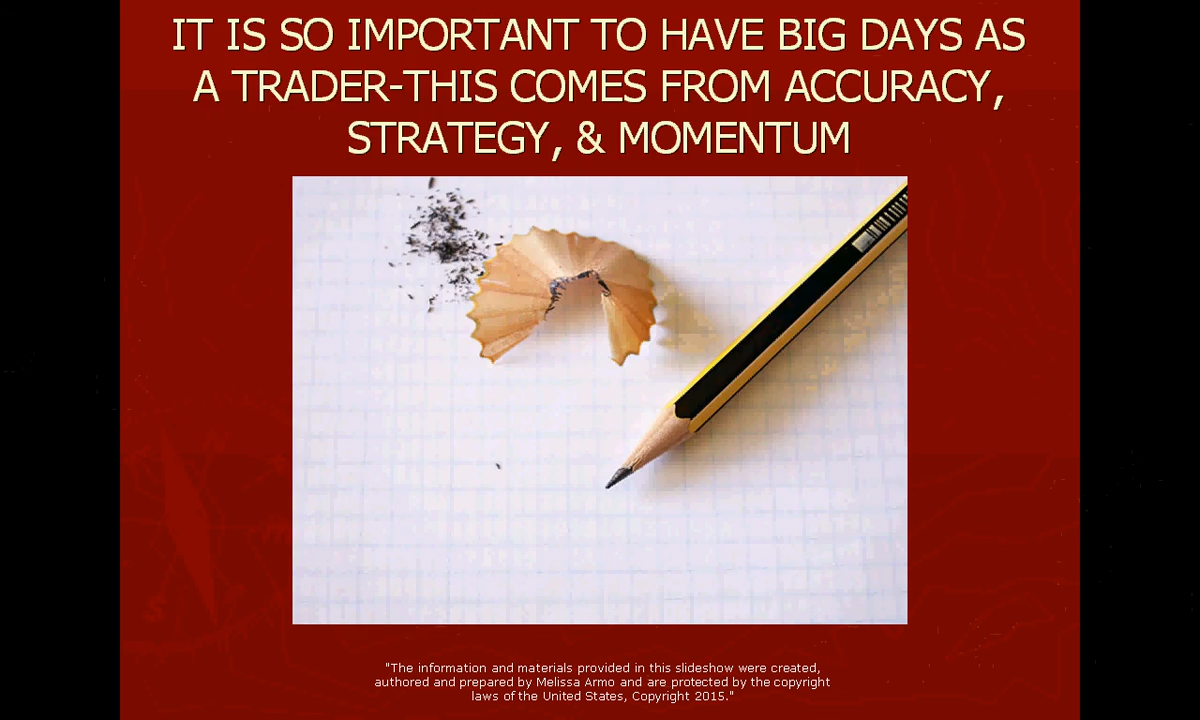 IT IS SO IMPORTANT TO HAVE BIG DAYS AS
A TRADER-THIS COMES FROM ACCURACY,
STRATEGY, & MOMENTUM
"The information and materials provided in this slideshow were created,
authored and prepared by Melissa Armo and are protected by the copyright
laws of the United States, Copyright 2015."